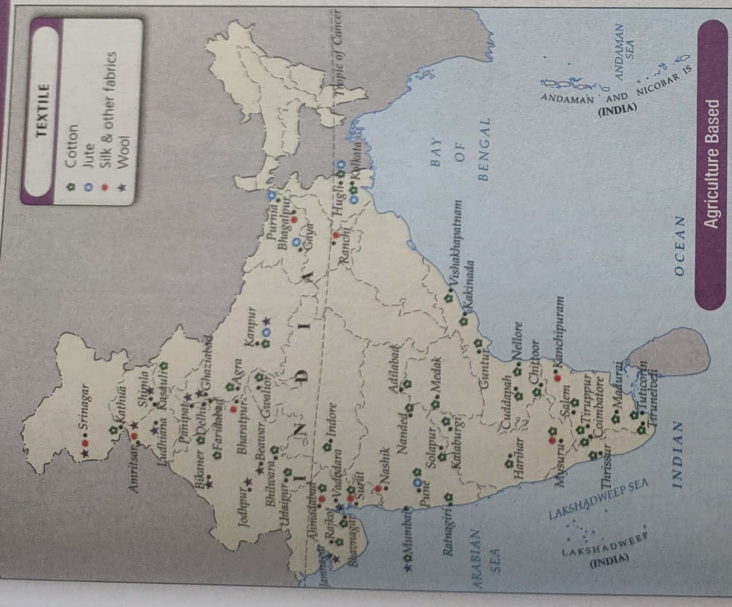 TEXTILE
Cotton
Jute
Silk & other fabrics
Wool
Srinagar
Kathua
Amritsar
Shimla
Ludhiana
Kasauli
Panipat
Bikaner
Delhi
Ghaziabad
Faridabad
Agra
Jodhpur
Bharatpur
Beawar
Gwalior
Kanpur
Bhilwara
Udaipur
Purnia
Bhagalpur
Gaya
INDIA
Tropic of Cancer
Ahmadabad
Indore
Ranchi
Hugli
Kolkata
Jamnagar
Rajkot
Vadodara
Bhavnagar
Surat
Nashik
Mumbai
Nanded
Adilabad
Pune
Solapur
Medak
Vishakhapatnam
Ratnagiri
Kalaburgi
Kakinada
Guntur
BAY
OF
BENGAL
ARABIAN
SEA
Cuddapah
Nellore
Harihar
Chittoor
Kanchipuram
Mysuru
Salem
Tiruppur
Coimbatore
Thrissur
Madurai
Tuticorin
Tirunelveli
LAKSHADWEEP SEA
LAKSHADWEEP
(INDIA)
ANDAMAN AND NICOBAR IS
(INDIA)
ANDAMAN
SEA
INDIAN
OCEAN
Agriculture Based